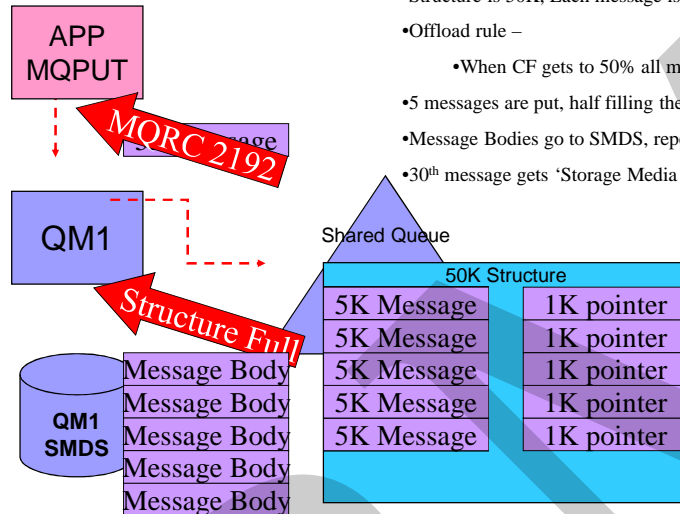 Structure is 50K, Each message is
•Offload rule –
•When CF gets to 50% all m
•5 messages are put, half filling the
•Message Bodies go to SMDS, repe
•30th message gets ‘Storage Media
APP
MQPUT
MQRC 2192
QM1
Shared Queue
Structure Full
50K Structure
5K Message 1K pointer
5K Message 1K pointer
5K Message 1K pointer
5K Message 1K pointer
5K Message 1K pointer
QM1
SMDS
Message Body
Message Body
Message Body
Message Body
Message Body